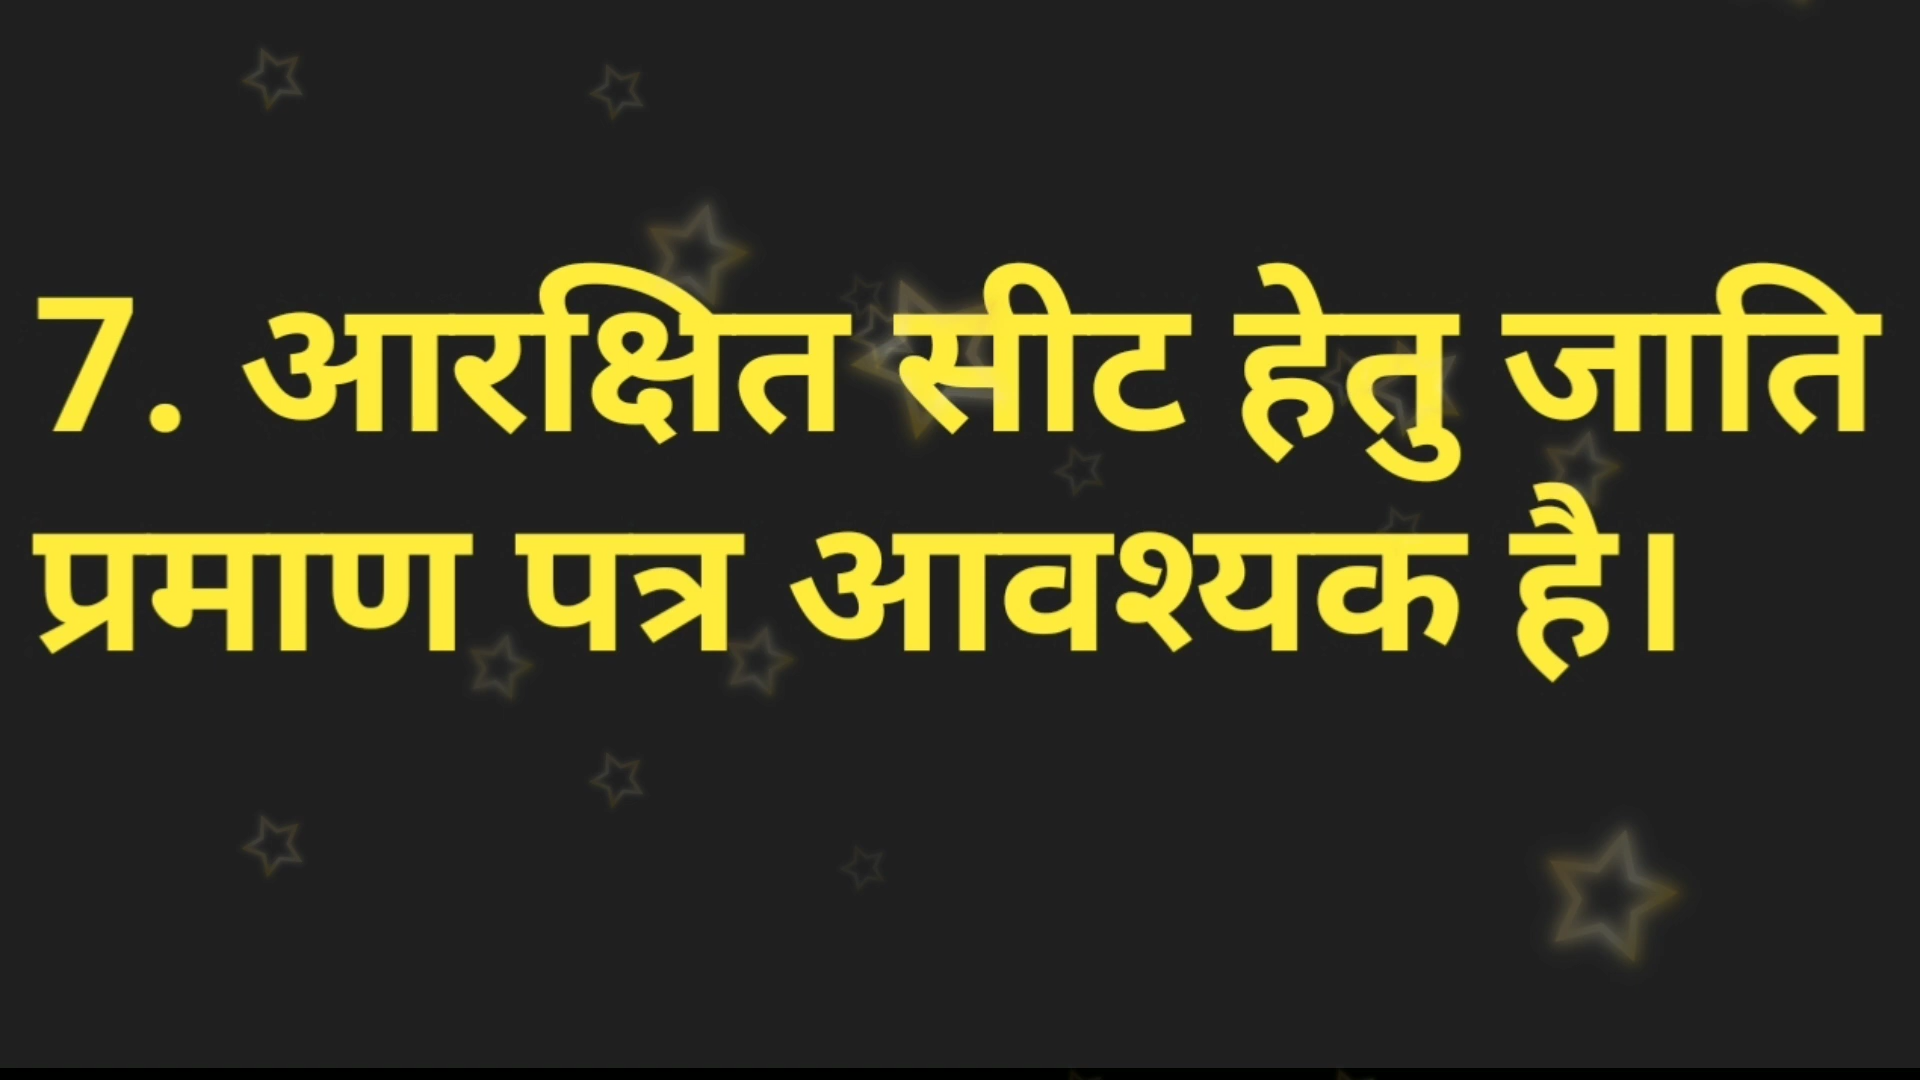 7. आरक्षित सीट हेतु जाति
प्रमाण पत्र आवश्यक है।